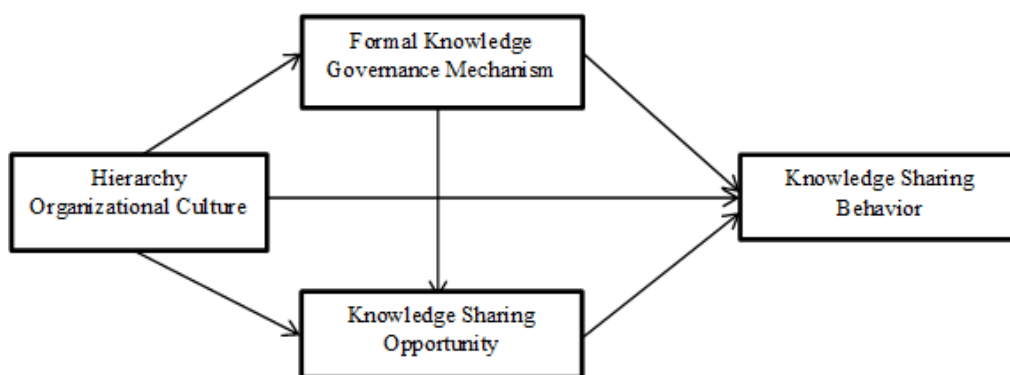 Formal Knowledge
Governance Mechanism
Hierarchy
Organizational Culture
Knowledge Sharing
Behavior
Knowledge Sharing
Opportunity